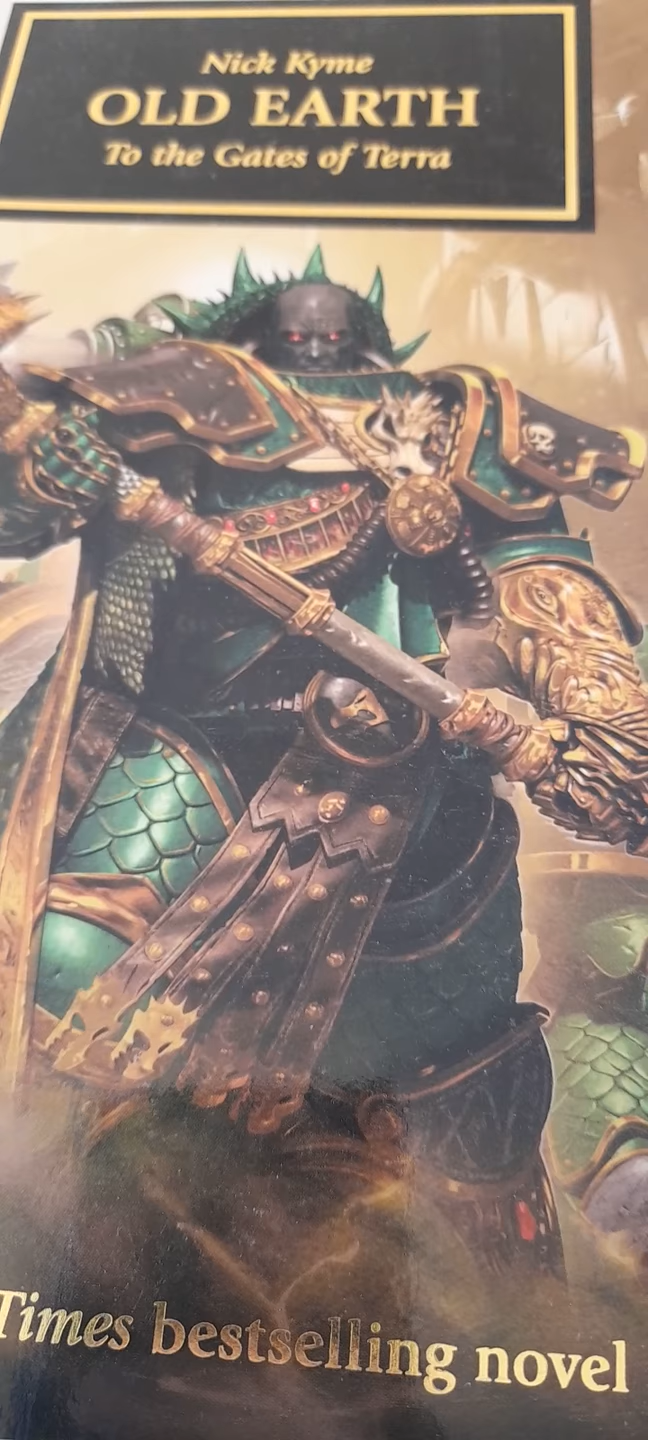 Nick Kyme
OLD EARTH
To the Gates of Terra
Times bestselling novel